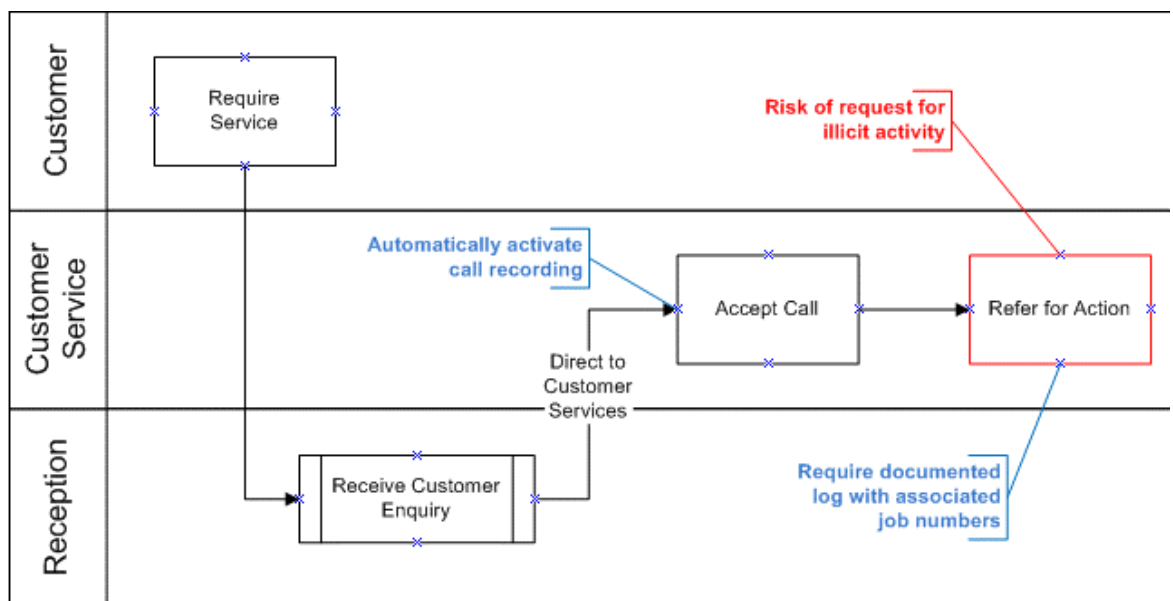 Customer
Require
Service
Risk of request for
illicit activity
Customer
Service
Automatically activate
call recording
Accept Call
Refer for Action
Direct to
Customer
Services
Reception
Receive Customer
Enquiry
Require documented
log with associated
job numbers